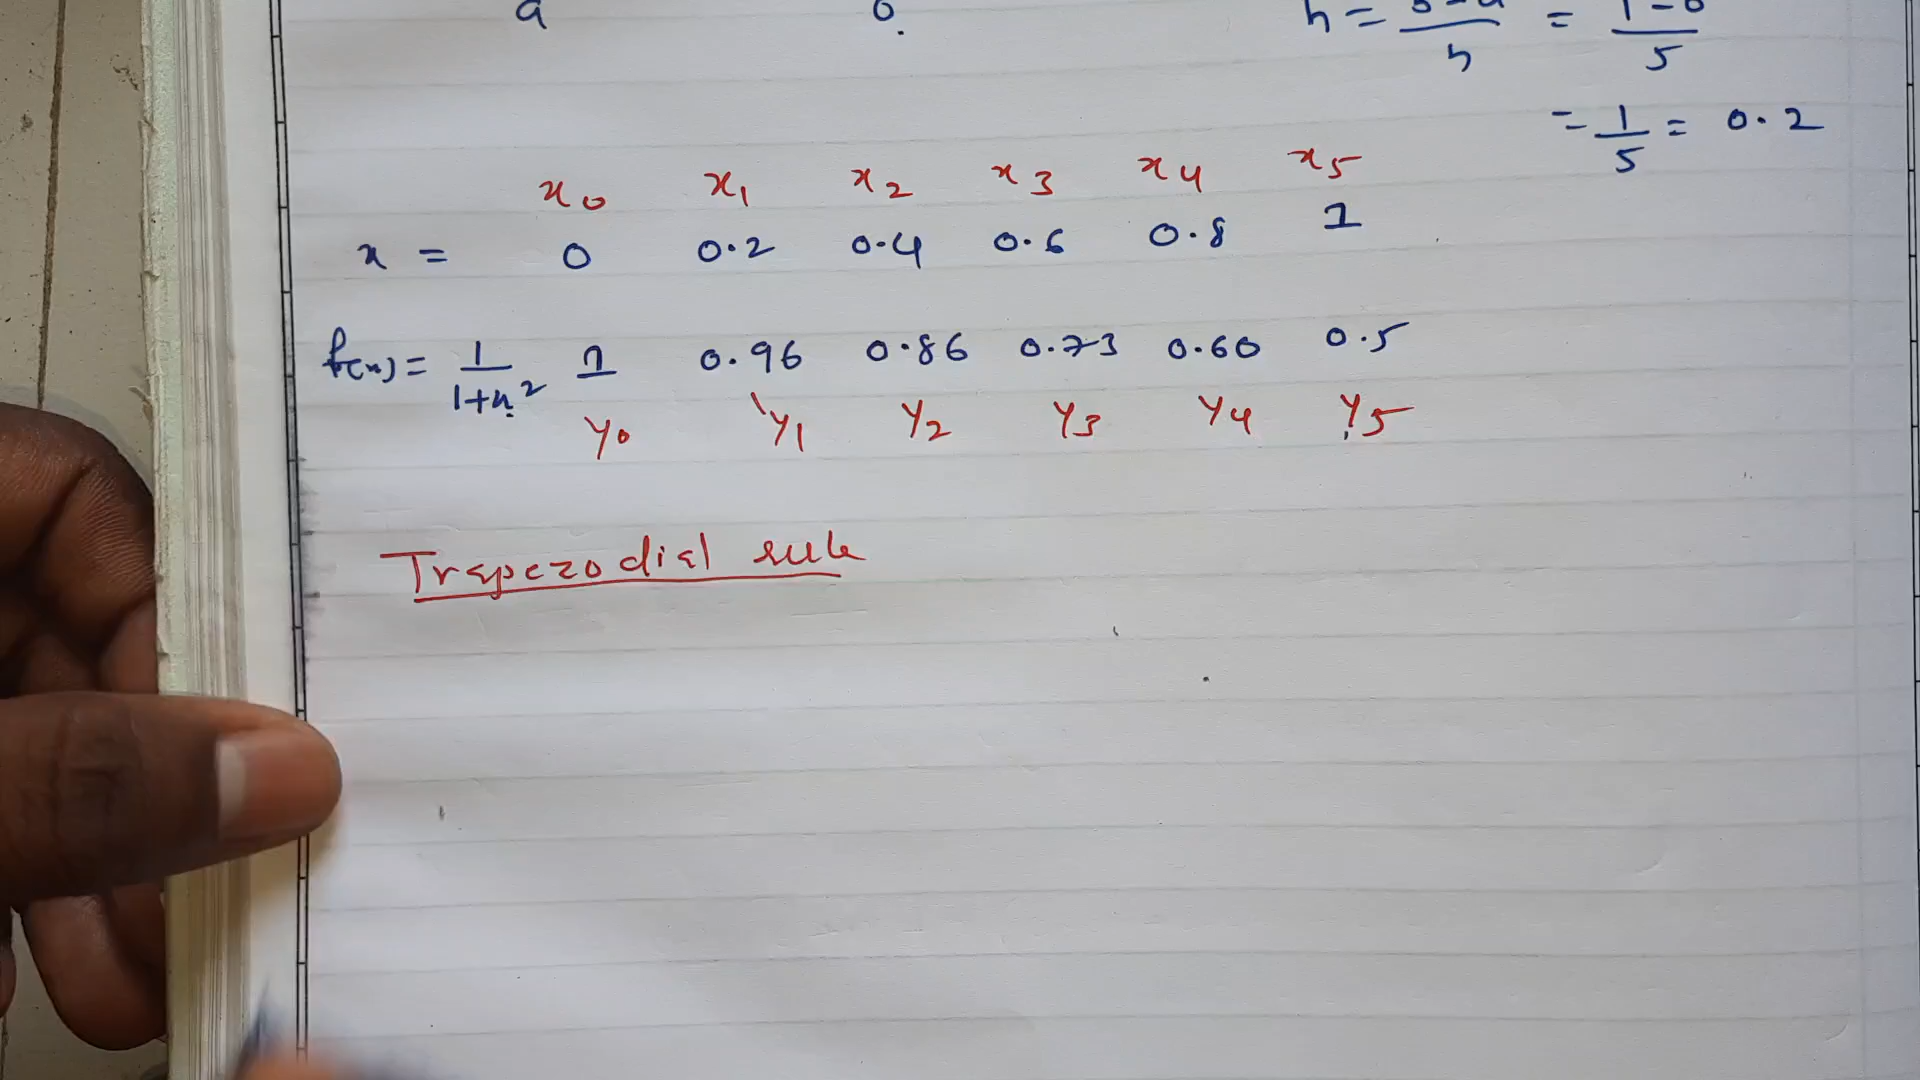 a b h = b-a/n = 1-0/5
= 1/5 = 0.2
x0 x1 x2 x3 x4 x5
x = 0 0.2 0.4 0.6 0.8 1
f(x) = 1/1+x² 1 0.96 0.86 0.73 0.60 0.5
y0 y1 y2 y3 y4 y5
Trapezodial rule